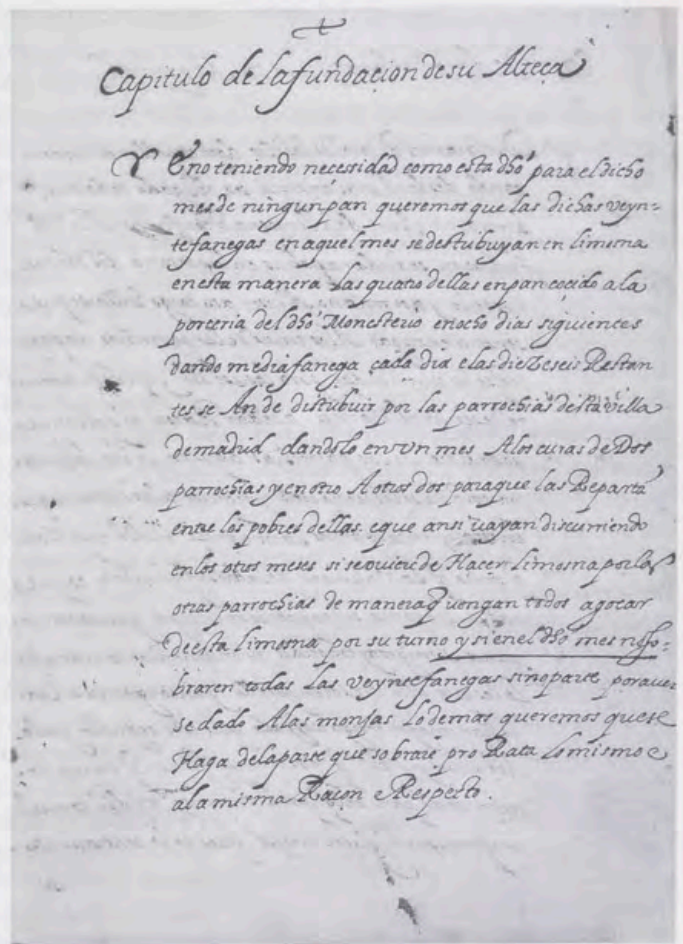 Capitulo de la fundacion de su Alteça
Y Eno teniendo necessidad como esta dho para el dicho
mes de ningun pan queremos que las dichas veyn-
te fanegas en aquel mes se destribuyan en limosna
en esta manera las quatro dellas en pan cocido a la
porteria del dho Monesterio en ocho dias siguientes
dando media fanega cada dia e las diez e seis Restan
tes se An de distribuir por las parrochias desta villa
de madrid dandolo en vn mes A los curas de Dos
parrochias y en otro A otros dos para que las Reparta
entre los pobres dellas e que ansi vayan discurriendo
en los otros meses si se oviere de Hacer Limosna por las
otras parrochias de manera q vengan todos a goçar
de esta limosna por su turno y si en el dho mes no so-
braren todas las veynte fanegas sino parte por auer
se dado A las monjas Lo demas queremos que se
Haga de la parte que sobrare pro Rata lo mismo e
a la misma Raçon e Respecto.